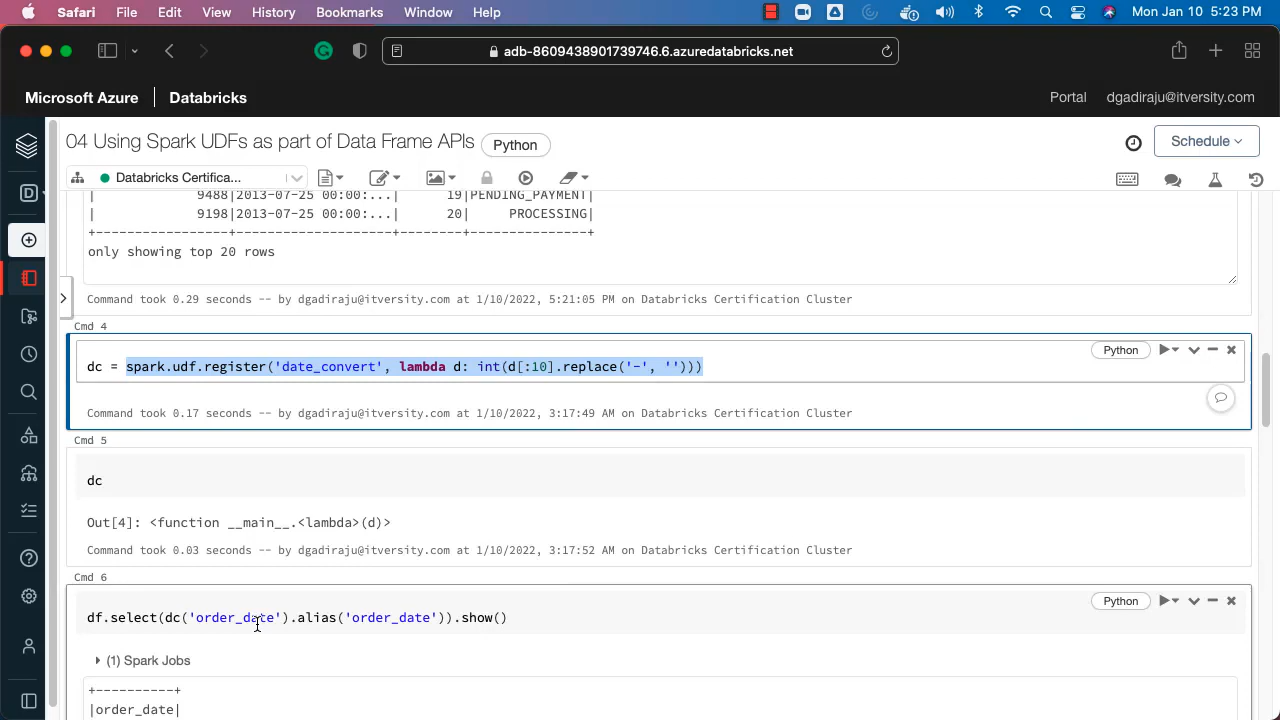 Safari File Edit View History Bookmarks Window Help Mon Jan 10 5:23 PM
adb-8609438901739746.6.azuredatabricks.net
Microsoft Azure Databricks Portal dgadiraju@itversity.com
04 Using Spark UDFs as part of Data Frame APIs Python Schedule
D Databricks Certifica...
| 9488|2013-07-25 00:00:...| 19|PENDING_PAYMENT|
| 9198|2013-07-25 00:00:...| 20| PROCESSING|
+-----------------+--------------------+--------+---------------+
only showing top 20 rows
Command took 0.29 seconds -- by dgadiraju@itversity.com at 1/10/2022, 5:21:05 PM on Databricks Certification Cluster
Cmd 4
Python
dc = spark.udf.register('date_convert', lambda d: int(d[:10].replace('-', '')))
Command took 0.17 seconds -- by dgadiraju@itversity.com at 1/10/2022, 3:17:49 AM on Databricks Certification Cluster
Cmd 5
dc
Out[4]: <function __main__.<lambda>(d)>
Command took 0.03 seconds -- by dgadiraju@itversity.com at 1/10/2022, 3:17:52 AM on Databricks Certification Cluster
Cmd 6
Python
df.select(dc('order_date').alias('order_date')).show()
(1) Spark Jobs
+----------+
|order_date|